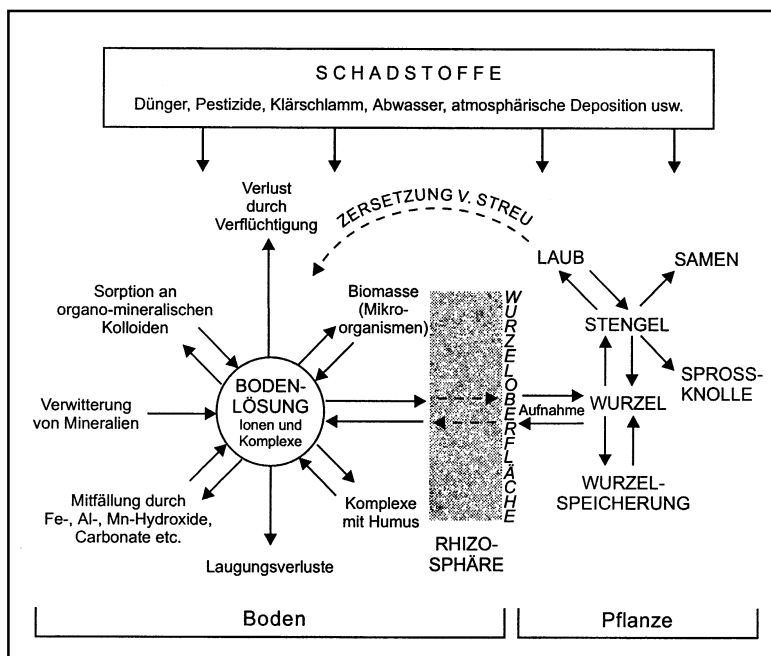 SCHADSTOFFE
Dünger, Pestizide, Klärschlamm, Abwasser, atmosphärische Deposition usw.
Verlust
durch
Verflüchtigung
ZERSETZUNG V. STREU
LAUB
SAMEN
Sorption an
organo-mineralischen
Kolloiden
Biomasse
(Mikro-
organismen)
WURZELOBERFLÄCHE
STENGEL
SPROSS-
KNOLLE
BODEN-
LÖSUNG
Ionen und
Komplexe
Verwitterung
von Mineralien
Aufnahme
WURZEL
WURZEL-
SPEICHERUNG
Mitfällung durch
Fe-, Al-, Mn-Hydroxide,
Carbonate etc.
Komplexe
mit Humus
Laugungsverluste
RHIZO-
SPHÄRE
Boden
Pflanze